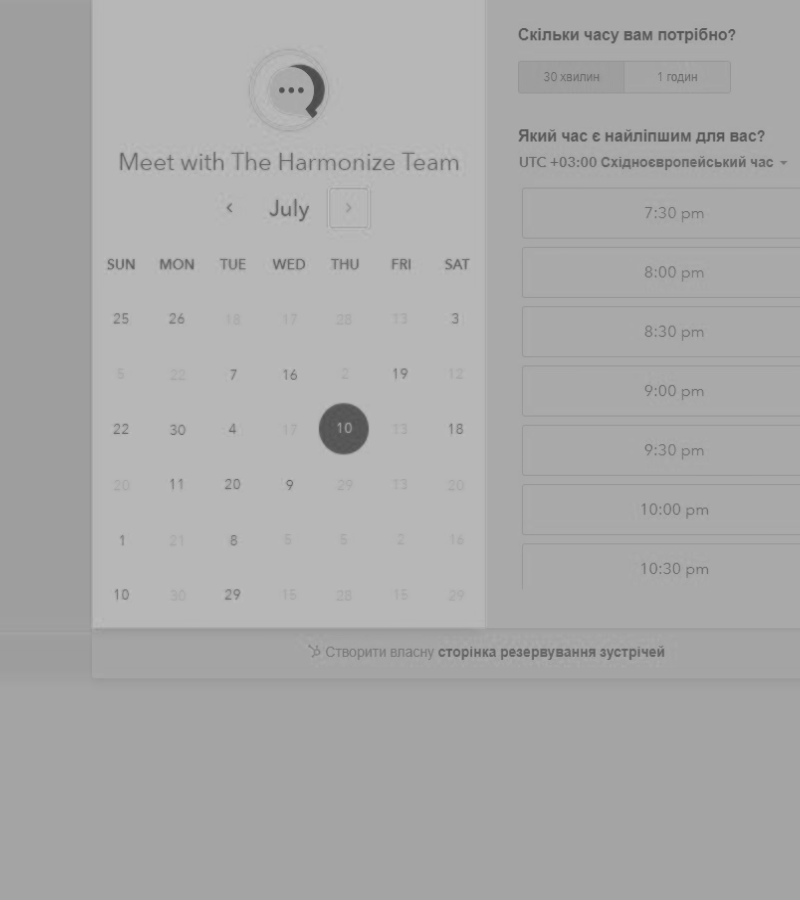 Meet with The Harmonize Team
July
SUN MON TUE WED THU FRI SAT
25 26 18 17 28 13 3
5 22 7 16 2 19 12
22 30 4 17 10 13 18
20 11 20 9 29 13 20
1 21 8 5 5 2 16
10 30 29 15 28 15 29
Скільки часу вам потрібно?
30 хвилин 1 годин
Який час є найліпшим для вас?
UTC +03:00 Східноєвропейський час
7:30 pm
8:00 pm
8:30 pm
9:00 pm
9:30 pm
10:00 pm
10:30 pm
Створити власну сторінка резервування зустрічей